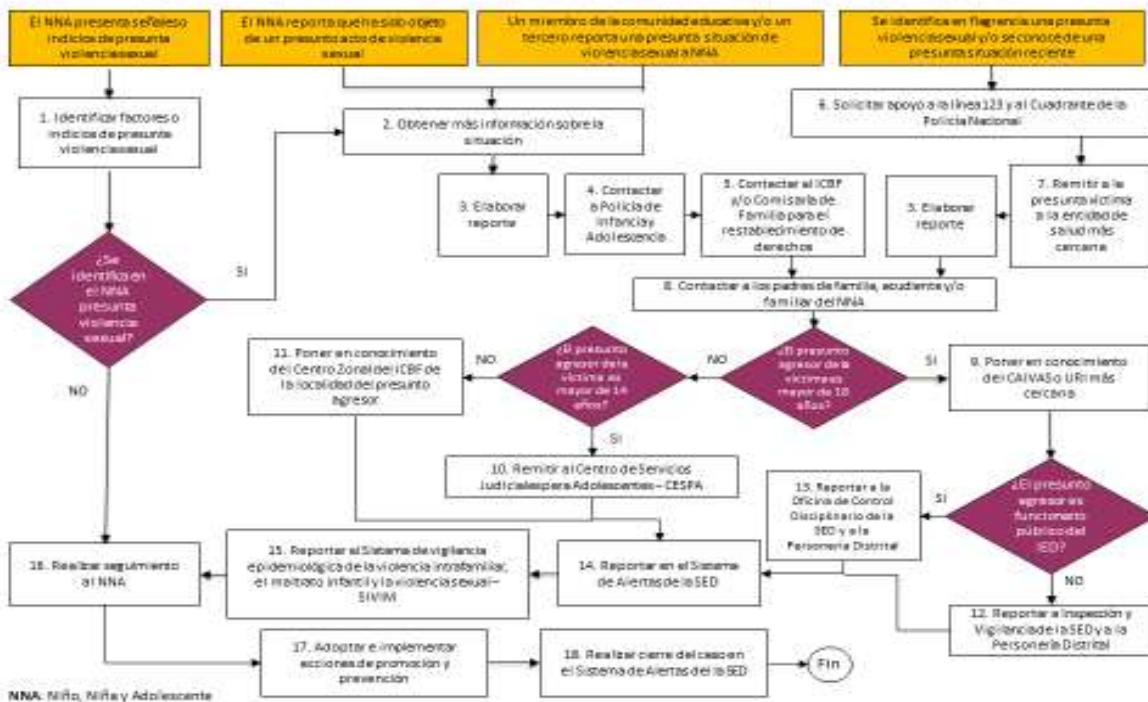 El NNA presenta señales o
indicios de presunta
violencia sexual
El NNA reporta que ha sido objeto
de un presunto acto de violencia
sexual
Un miembro de la comunidad educativa y/o un
tercero reporta una presunta situación de
violencia sexual a NNA
Se identifica en flagrancia una presunta
violencia sexual y/o se conoce de una
presunta situación reciente
1. Identificar factores o
indicios de presunta
violencia sexual
2. Obtener más información sobre la
situación
6. Solicitar apoyo a la línea 123 y al Cuadrante de la
Policía Nacional
3. Elaborar
reporte
4. Contactar
a Policía de
Infancia y
Adolescencia
5. Contactar al ICBF
y/o Comisaría de
Familia para el
restablecimiento de
derechos
3. Elaborar
reporte
7. Remitir a la
presunta víctima
a la entidad de
salud más
cercana
¿Se
identifica en
el NNA
presunta
violencia
sexual?
SI
8. Contactar a los padres de familia, acudiente y/o
familiar del NNA
11. Poner en conocimiento
del Centro Zonal del ICBF de
la localidad del presunto
agresor
NO
¿El presunto
agresor de la
víctima es
mayor de 14
años?
NO
¿El presunto
agresor de la
víctima es
mayor de 18
años?
SI
9. Poner en conocimiento
del CAIVAS o URI más
cercana
NO
SI
10. Remitir al Centro de Servicios
Judiciales para Adolescentes – CESPA
13. Reportar a la
Oficina de Control
Disciplinario de la
SED y a la
Personería Distrital
SI
¿El presunto
agresor es
funcionario
público del
IED?
16. Realizar seguimiento
al NNA
15. Reportar al Sistema de vigilancia
epidemiológica de la violencia intrafamiliar,
el maltrato infantil y la violencia sexual –
SIVIM
14. Reportar en el Sistema
de Alertas de la SED
NO
12. Reportar a Inspección y
Vigilancia de la SED y a la
Personería Distrital
17. Adoptar e implementar
acciones de promoción y
prevención
18. Realizar cierre del caso en
el Sistema de Alertas del la SED
Fin
NNA: Niño, Niña y Adolescente